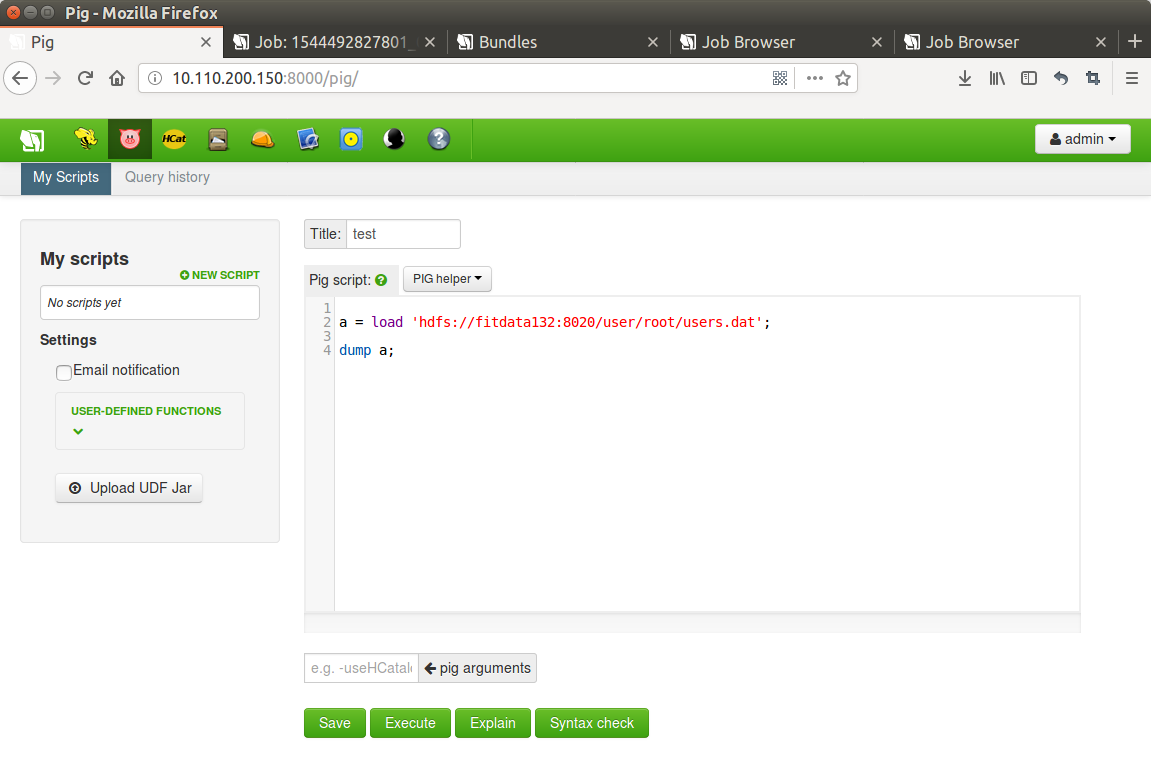 Pig - Mozilla Firefox
Pig
Job: 1544492827801_
Bundles
Job Browser
Job Browser
10.110.200.150:8000/pig/
HCat
admin
My Scripts
Query history
My scripts
NEW SCRIPT
No scripts yet
Settings
Email notification
USER-DEFINED FUNCTIONS
Upload UDF Jar
Title: test
Pig script:
PIG helper
1
2 a = load 'hdfs://fitdata132:8020/user/root/users.dat';
3
4 dump a;
e.g. -useHCatal
pig arguments
Save
Execute
Explain
Syntax check